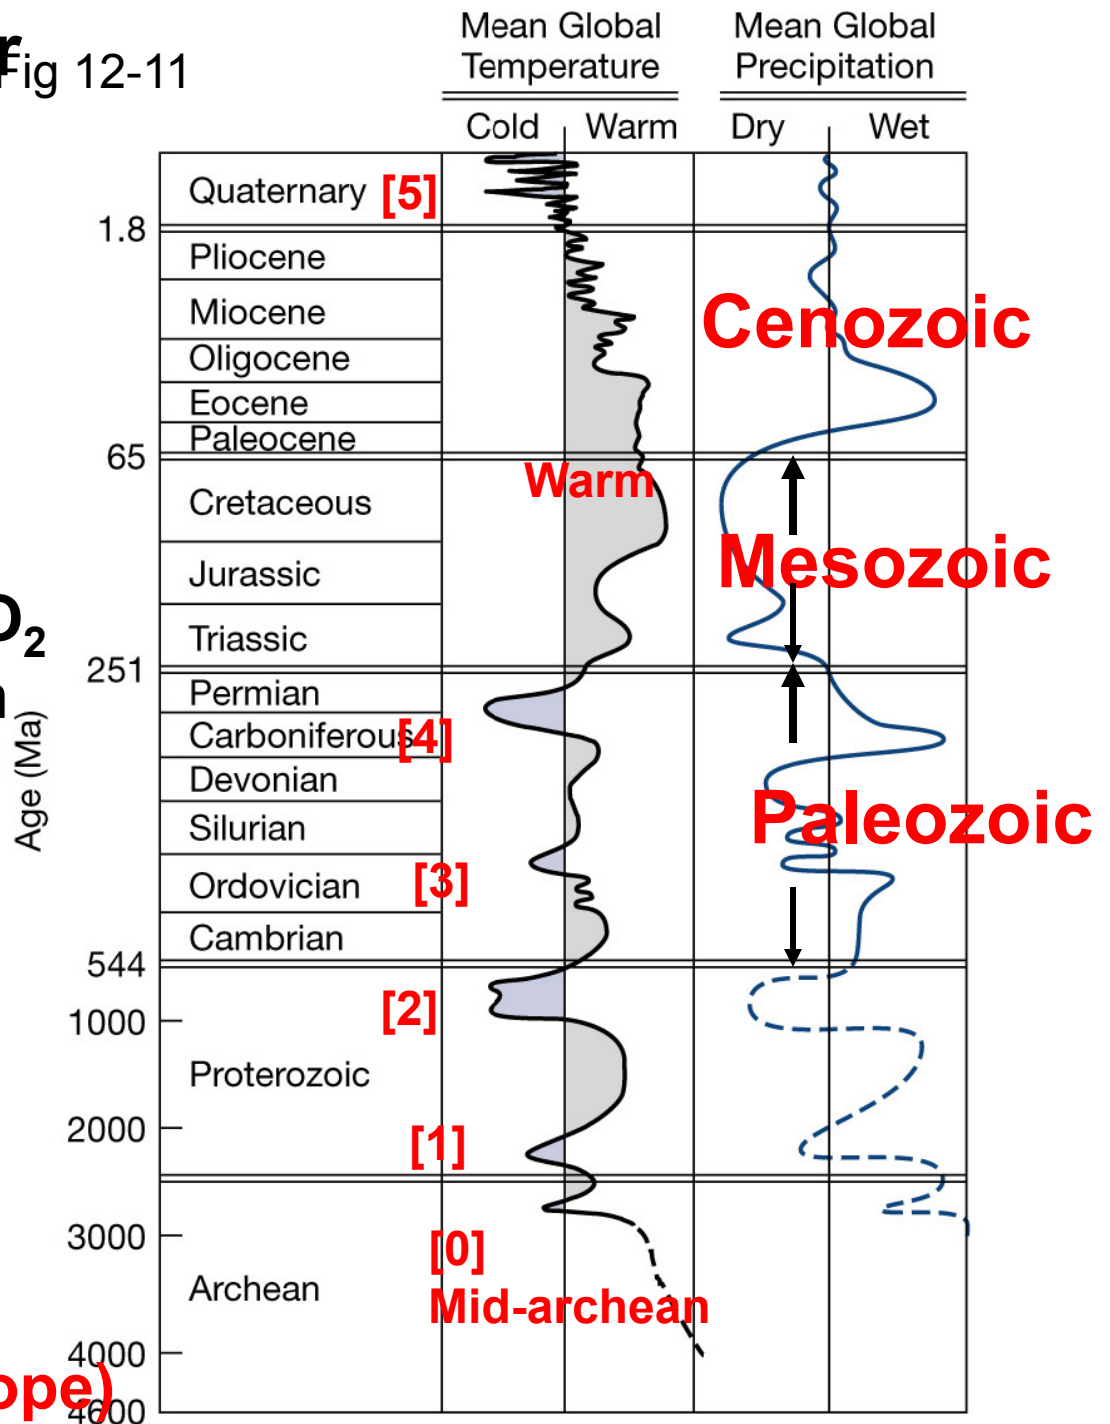 r
Fig 12-11
Mean Global
Temperature
Mean Global
Precipitation
Cold Warm Dry Wet
Quaternary [5]
1.8
Pliocene
Miocene
Cenozoic
Oligocene
Eocene
Paleocene
65
Warm
Cretaceous
Mesozoic
Jurassic
O₂
Triassic
251
Permian
Carboniferous [4]
Age (Ma)
Devonian
Paleozoic
Silurian
Ordovician [3]
Cambrian
544
1000 [2]
Proterozoic
2000
[1]
3000
[0]
Mid-archean
Archean
4000
ope)
4600